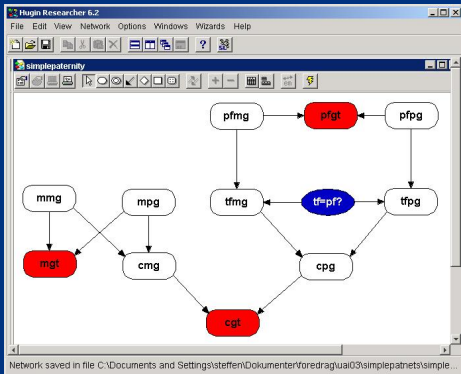 Hugin Researcher 6.2
File Edit View Network Options Windows Wizards Help
simplepaternity
pfmg pfgt pfpg
mmg mpg tfmg tf=pf? tfpg
mgt cmg cpg
cgt
Network saved in file C:\Documents and Settings\steffen\Dokumenter\foredrag\uai03\simplepatnets\simple...